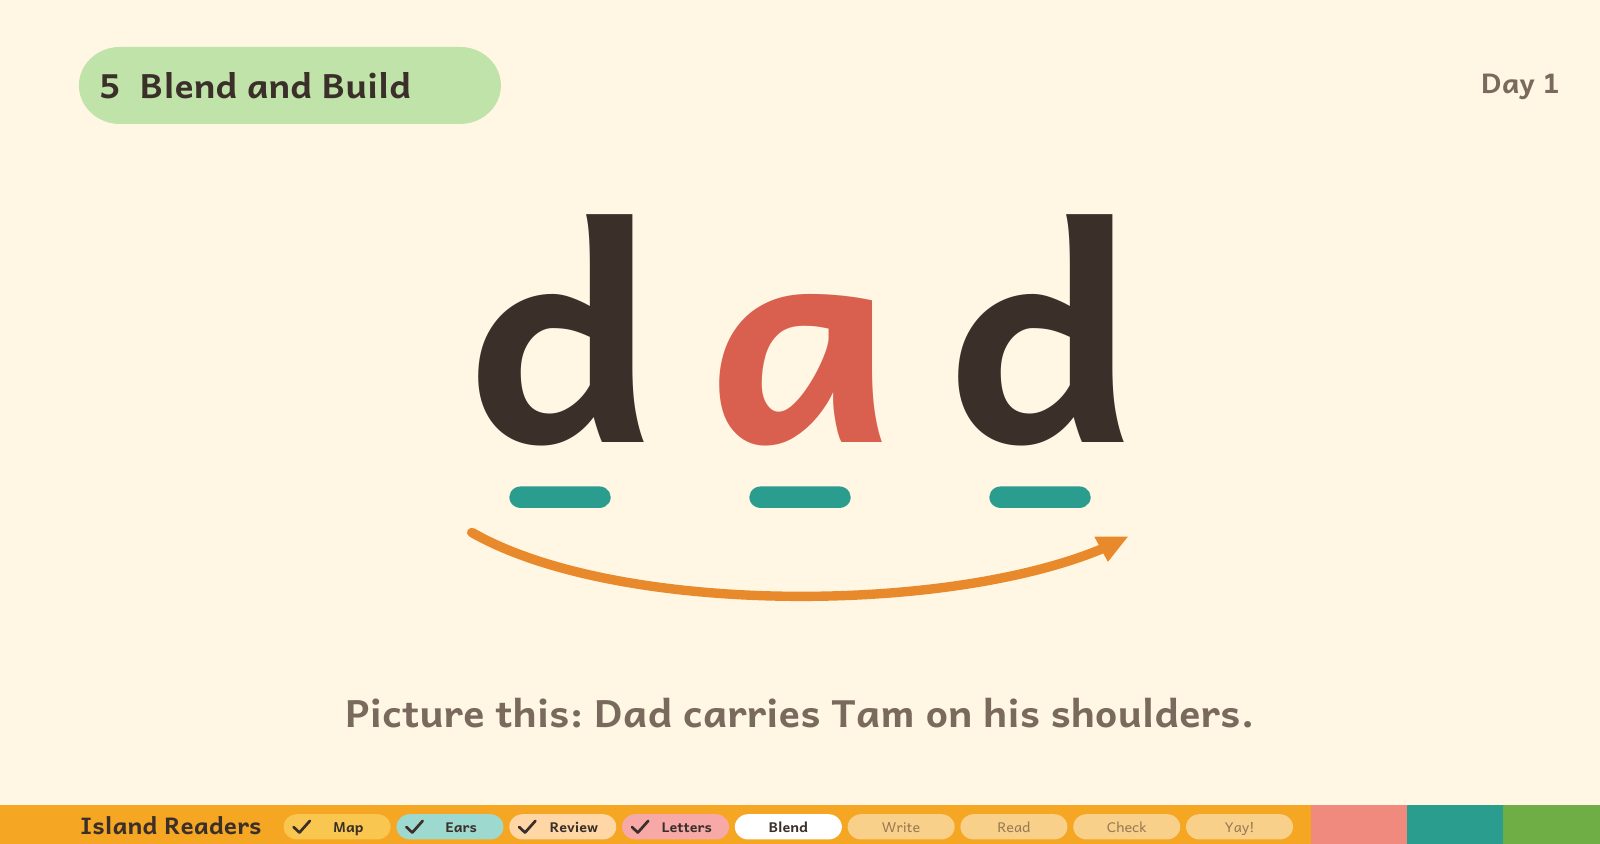 5 Blend and Build
Day 1
dad
Picture this: Dad carries Tam on his shoulders.
Island Readers
Map
Ears
Review
Letters
Blend
Write
Read
Check
Yay!